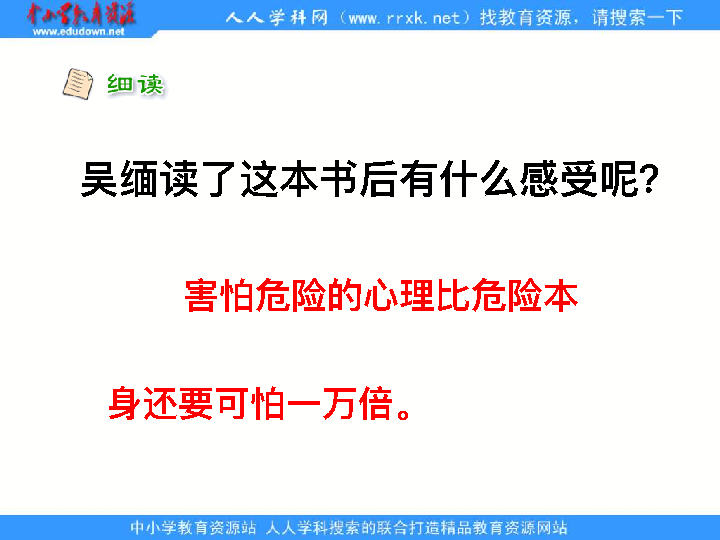 中小学教育资源
www.edudown.net
人人学科网（www.rrxk.net）找教育资源，请搜索一下
细读
吴缅读了这本书后有什么感受呢?
害怕危险的心理比危险本
身还要可怕一万倍。
中小学教育资源站 人人学科搜索的联合打造精品教育资源网站